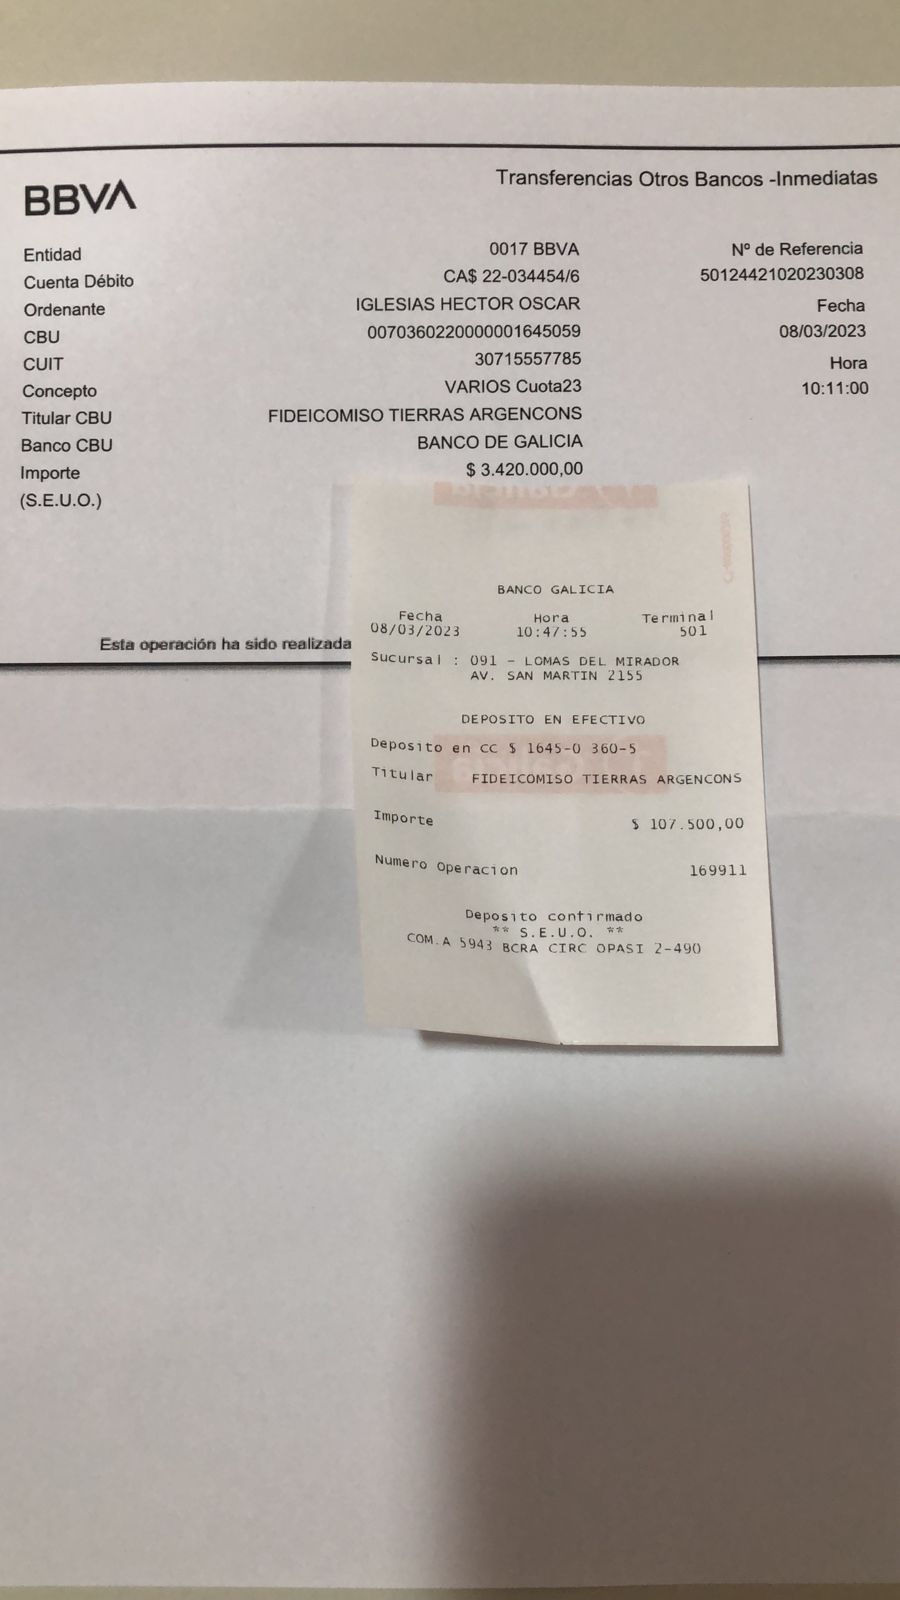 BBVA
Transferencias Otros Bancos -Inmediatas
Entidad 0017 BBVA Nº de Referencia
Cuenta Débito CA$ 22-034454/6 50124421020230308
Ordenante IGLESIAS HECTOR OSCAR Fecha
CBU 0070360220000001645059 08/03/2023
CUIT 30715557785 Hora
Concepto VARIOS Cuota23 10:11:00
Titular CBU FIDEICOMISO TIERRAS ARGENCONS
Banco CBU BANCO DE GALICIA
Importe $ 3.420.000,00
(S.E.U.O.)
Esta operación ha sido realizada
BANCO GALICIA
Fecha Hora Terminal
08/03/2023 10:47:55 501
Sucursal : 091 - LOMAS DEL MIRADOR
AV. SAN MARTIN 2155
DEPOSITO EN EFECTIVO
Deposito en CC $ 1645-0 360-5
Titular FIDEICOMISO TIERRAS ARGENCONS
Importe $ 107.500,00
Numero Operacion 169911
Deposito confirmado
** S.E.U.O. **
COM.A 5943 BCRA CIRC OPASI 2-490